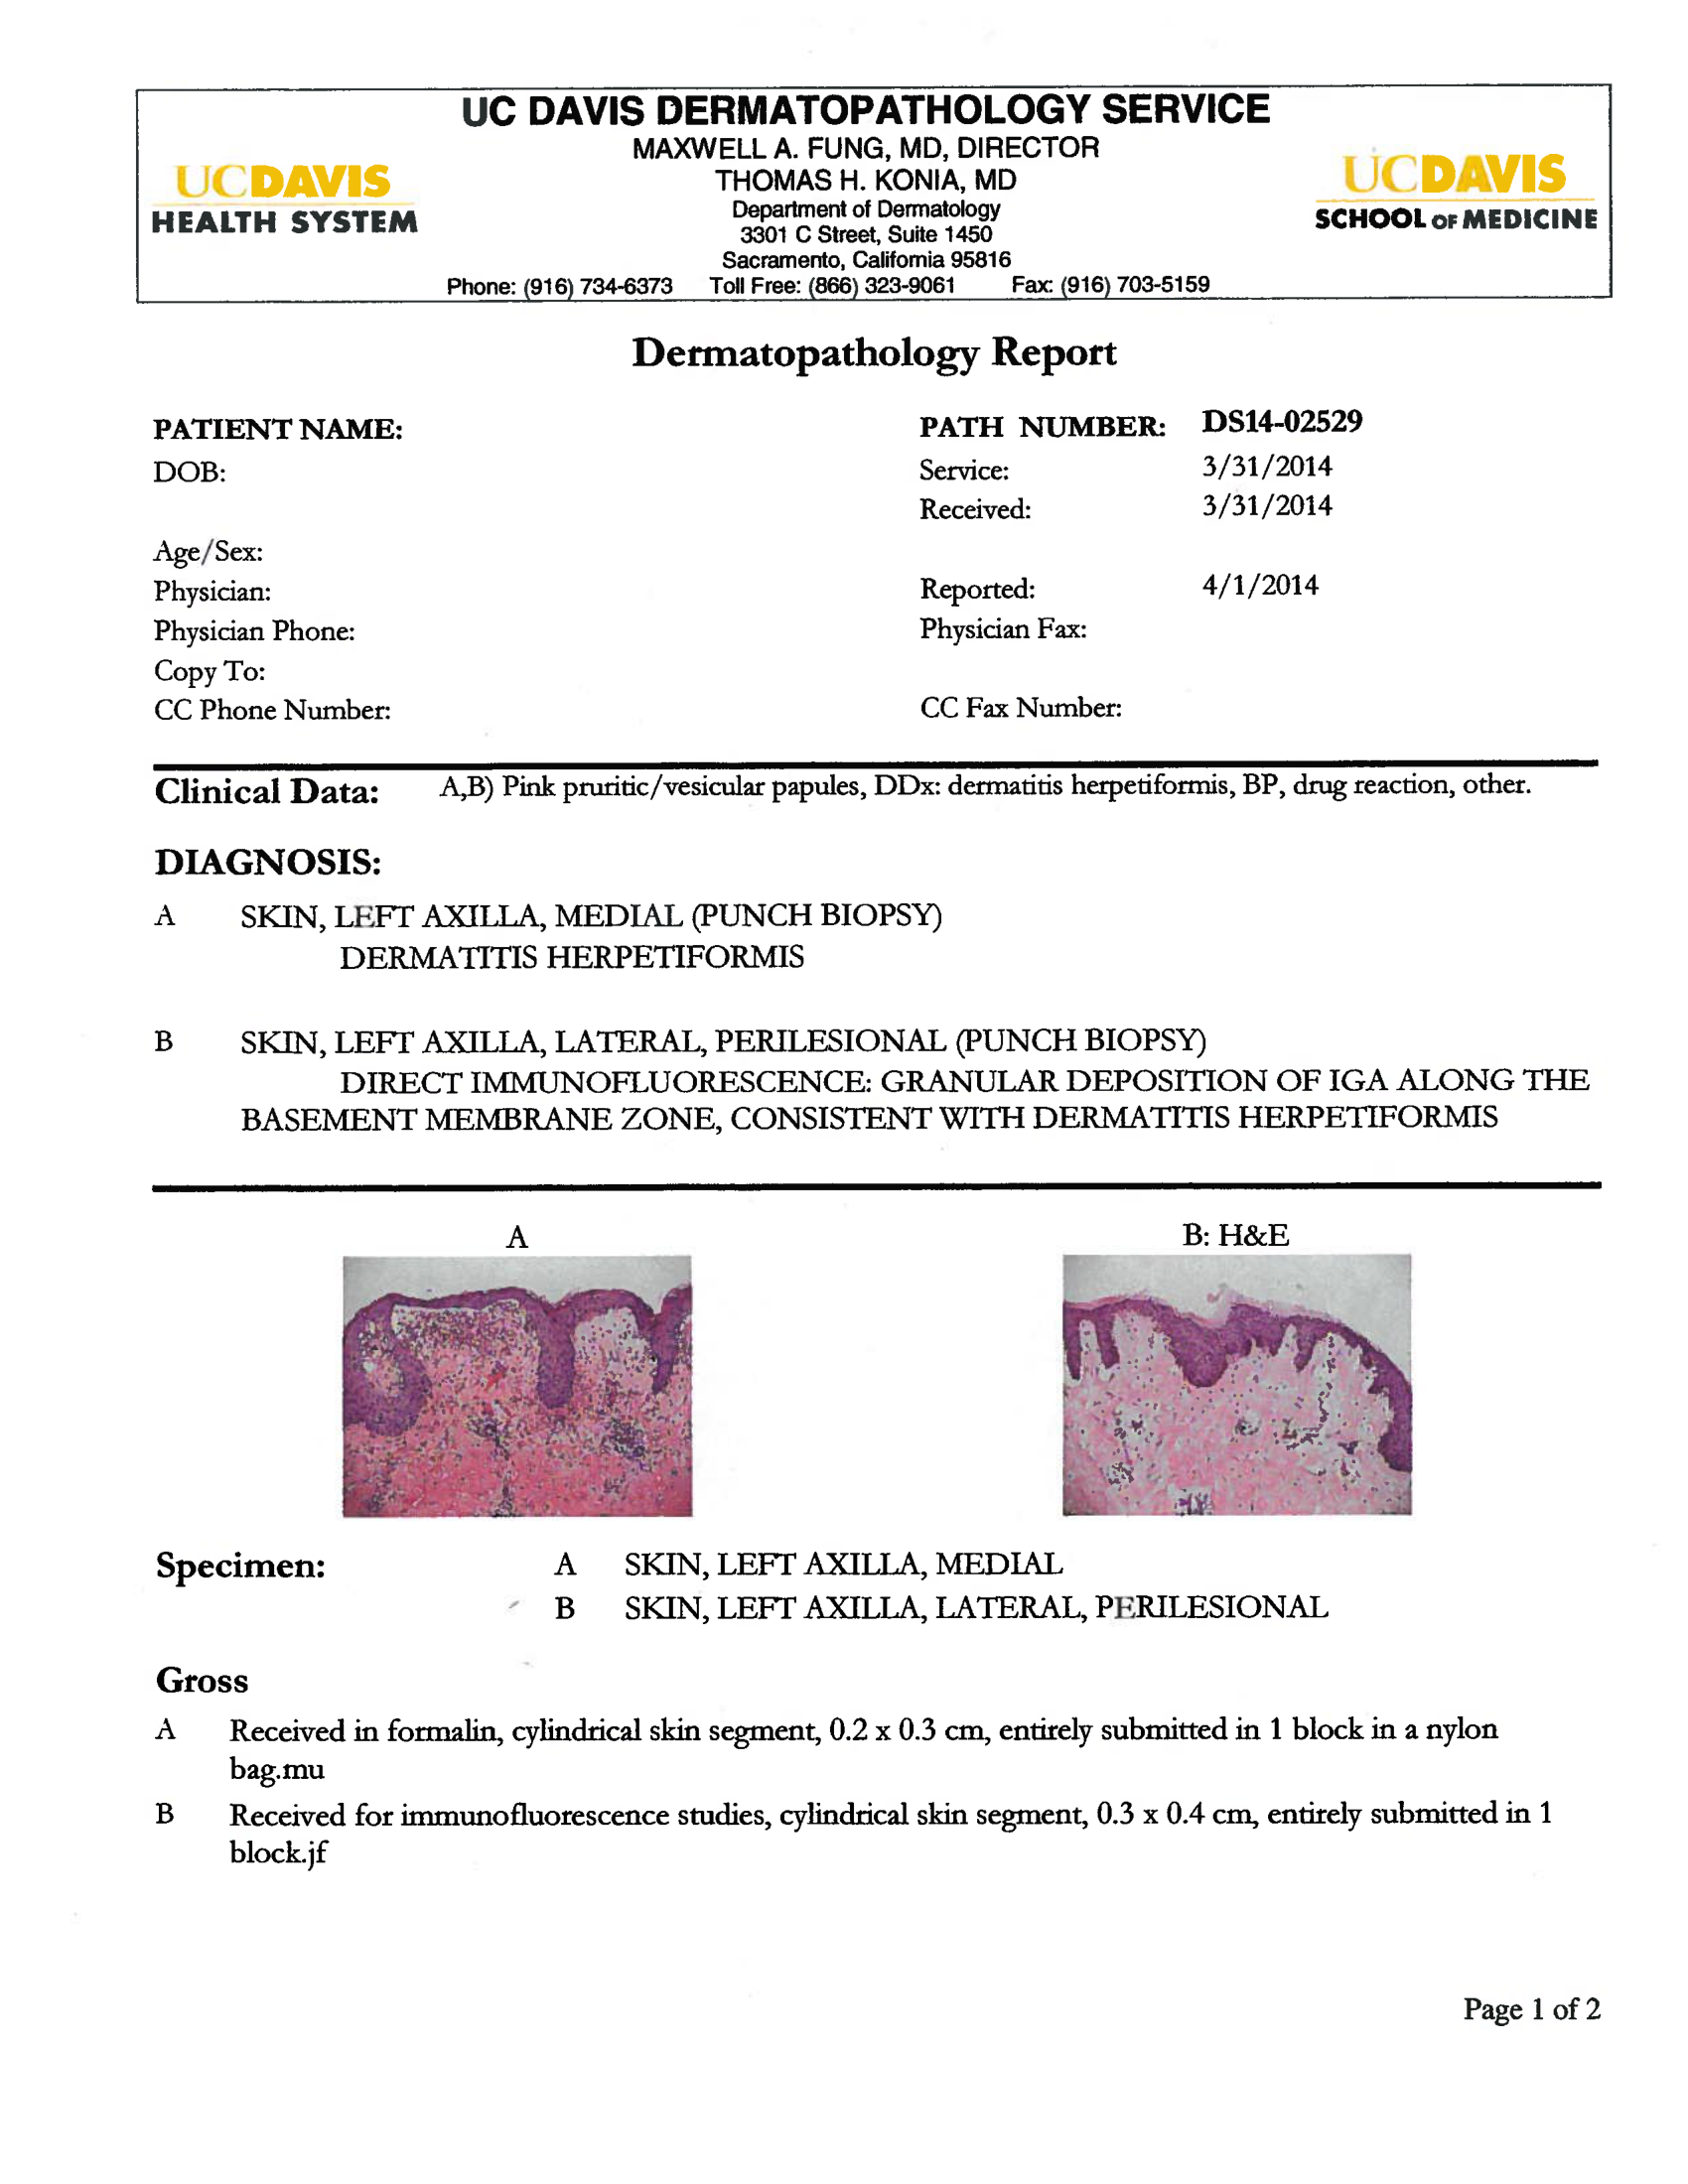 UC DAVIS DERMATOPATHOLOGY SERVICE
MAXWELL A. FUNG, MD, DIRECTOR
THOMAS H. KONIA, MD
Department of Dermatology
3301 C Street, Suite 1450
Sacramento, California 95816
Phone: (916) 734-6373 Toll Free: (866) 323-9061 Fax: (916) 703-5159
UCDAVIS
HEALTH SYSTEM
UCDAVIS
SCHOOL OF MEDICINE
Dermatopathology Report
PATIENT NAME: PATH NUMBER: DS14-02529
DOB: Service: 3/31/2014
Received: 3/31/2014
Age/Sex:
Physician: Reported: 4/1/2014
Physician Phone: Physician Fax:
Copy To:
CC Phone Number: CC Fax Number:
Clinical Data: A,B) Pink pruritic/vesicular papules, DDx: dermatitis herpetiformis, BP, drug reaction, other.
DIAGNOSIS:
A SKIN, LEFT AXILLA, MEDIAL (PUNCH BIOPSY)
DERMATITIS HERPETIFORMIS
B SKIN, LEFT AXILLA, LATERAL, PERILESIONAL (PUNCH BIOPSY)
DIRECT IMMUNOFLUORESCENCE: GRANULAR DEPOSITION OF IGA ALONG THE
BASEMENT MEMBRANE ZONE, CONSISTENT WITH DERMATITIS HERPETIFORMIS
A B: H&E
Specimen: A SKIN, LEFT AXILLA, MEDIAL
B SKIN, LEFT AXILLA, LATERAL, PERILESIONAL
Gross
A Received in formalin, cylindrical skin segment, 0.2 x 0.3 cm, entirely submitted in 1 block in a nylon
bag.mu
B Received for immunofluorescence studies, cylindrical skin segment, 0.3 x 0.4 cm, entirely submitted in 1
block.jf
Page 1 of 2